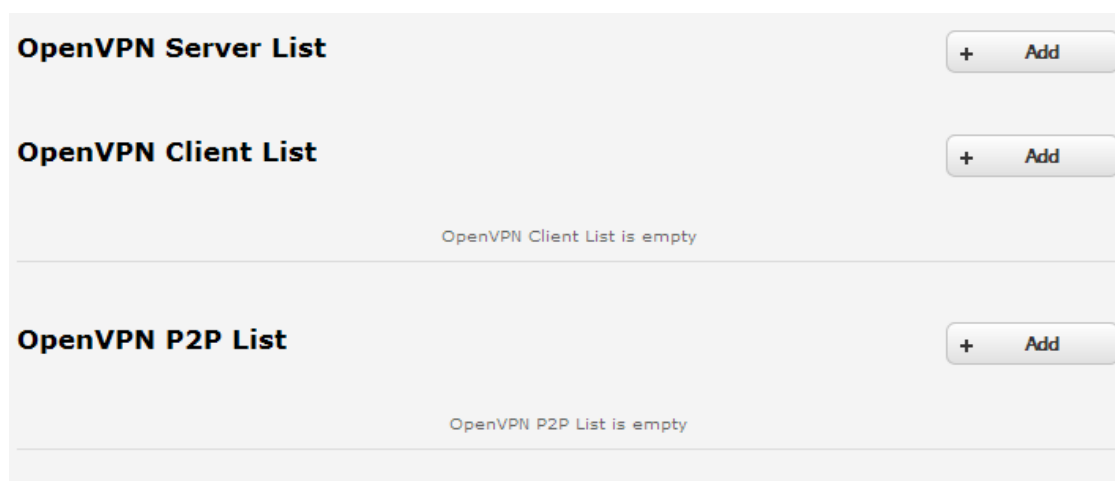 OpenVPN Server List
+ Add
OpenVPN Client List
+ Add
OpenVPN Client List is empty
OpenVPN P2P List
+ Add
OpenVPN P2P List is empty